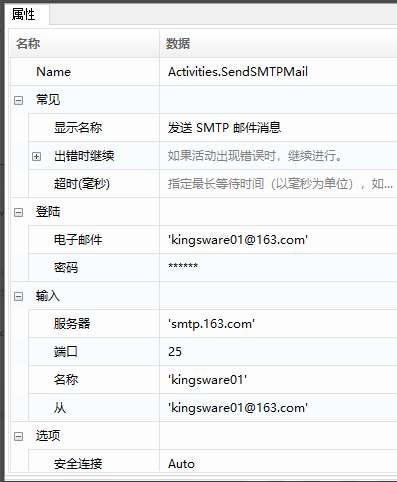 属性
名称 数据
Name Activities.SendSMTPMail
常见
显示名称 发送 SMTP 邮件消息
出错时继续 如果活动出现错误时，继续进行。
超时(毫秒) 指定最长等待时间（以毫秒为单位），如...
登陆
电子邮件 'kingsware01@163.com'
密码 ******
输入
服务器 'smtp.163.com'
端口 25
名称 'kingsware01'
从 'kingsware01@163.com'
选项
安全连接 Auto